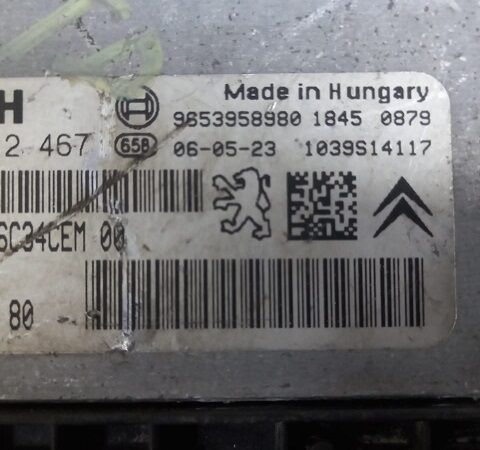 H
Made in Hungary
9653958980 1845 0879
2 467 658 06-05-23 1039S14117
6C34CEM 00
80